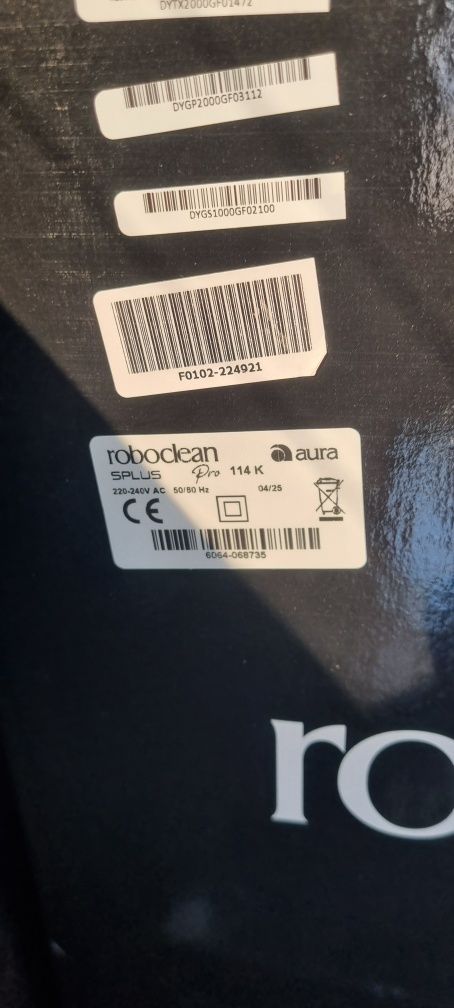 DYTX2000GF01472
DYGP2000GF03112
DYGS1000GF02100
F0102-224921
roboclean aura
SPLUS Pro 114 K
220-240V AC 50/60 Hz 04/25
CE
6064-068735
ro